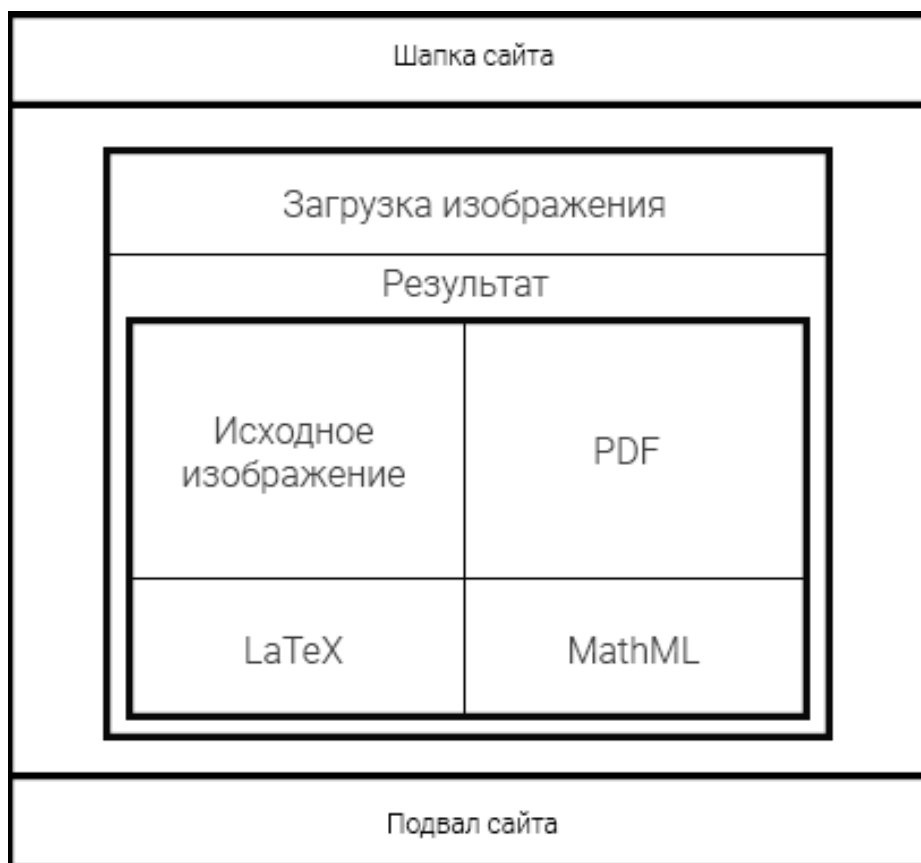 Шапка сайта
Загрузка изображения
Результат
Исходное
изображение
PDF
LaTeX
MathML
Подвал сайта